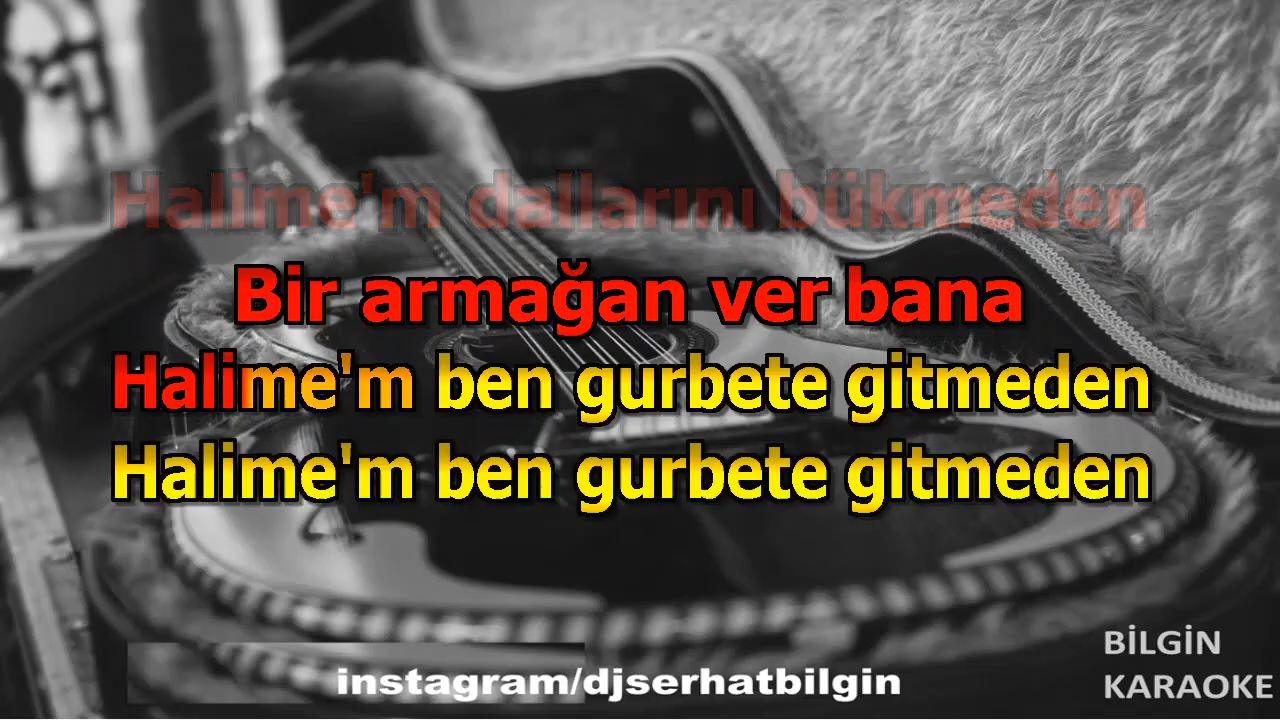 Halime'm dallarını bükmeden
Bir armağan ver bana
Halime'm ben gurbete gitmeden
Halime'm ben gurbete gitmeden
instagram/djserhatbilgin
BİLGİN
KARAOKE